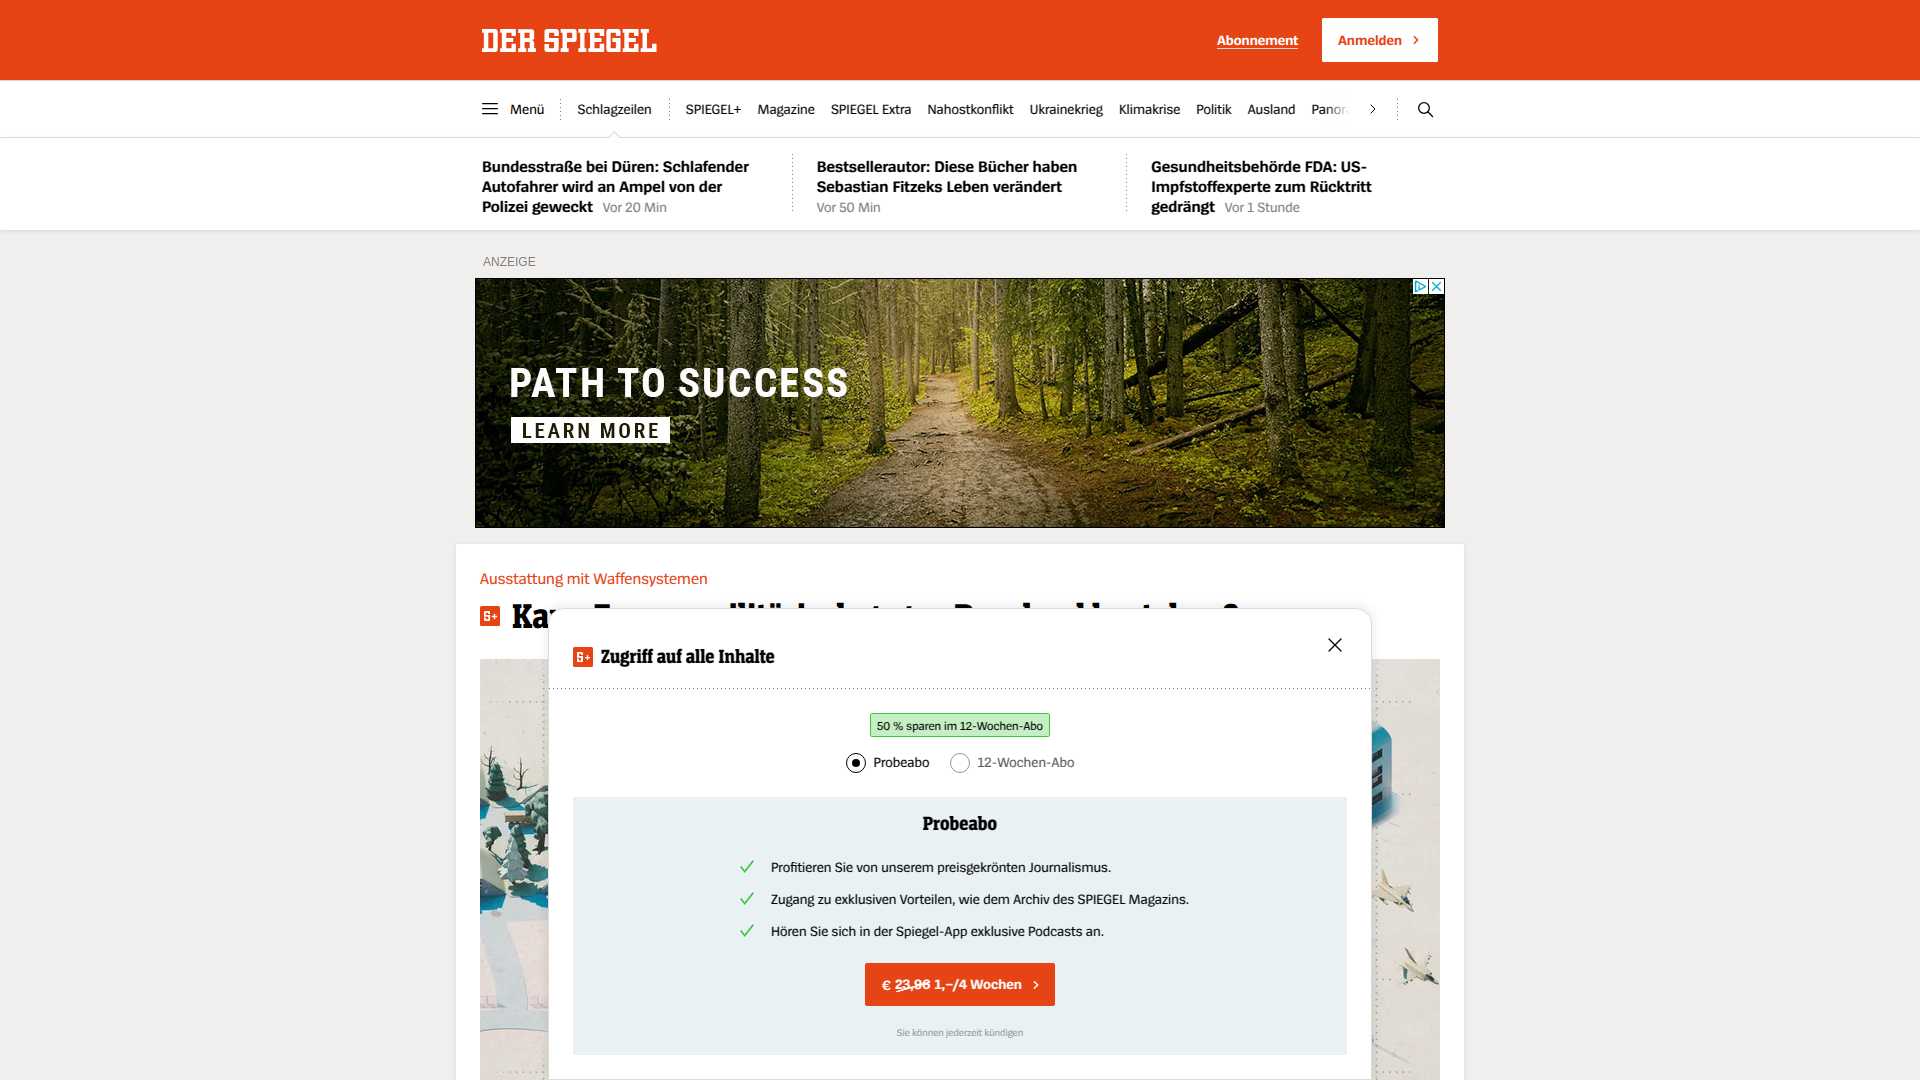 DER SPIEGEL
Abonnement
Anmelden
Menü
Schlagzeilen
SPIEGEL+
Magazine
SPIEGEL Extra
Nahostkonflikt
Ukrainekrieg
Klimakrise
Politik
Ausland
Bundesstraße bei Düren: Schlafender
Autofahrer wird an Ampel von der
Polizei geweckt Vor 20 Min
Bestsellerautor: Diese Bücher haben
Sebastian Fitzeks Leben verändert
Vor 50 Min
Gesundheitsbehörde FDA: US-
Impfstoffexperte zum Rücktritt
gedrängt Vor 1 Stunde
ANZEIGE
PATH TO SUCCESS
LEARN MORE
Ausstattung mit Waffensystemen
Zugriff auf alle Inhalte
50 % sparen im 12-Wochen-Abo
Probeabo
12-Wochen-Abo
Probeabo
Profitieren Sie von unserem preisgekrönten Journalismus.
Zugang zu exklusiven Vorteilen, wie dem Archiv des SPIEGEL Magazins.
Hören Sie sich in der Spiegel-App exklusive Podcasts an.
€ 23,96 1,–/4 Wochen
Sie können jederzeit kündigen